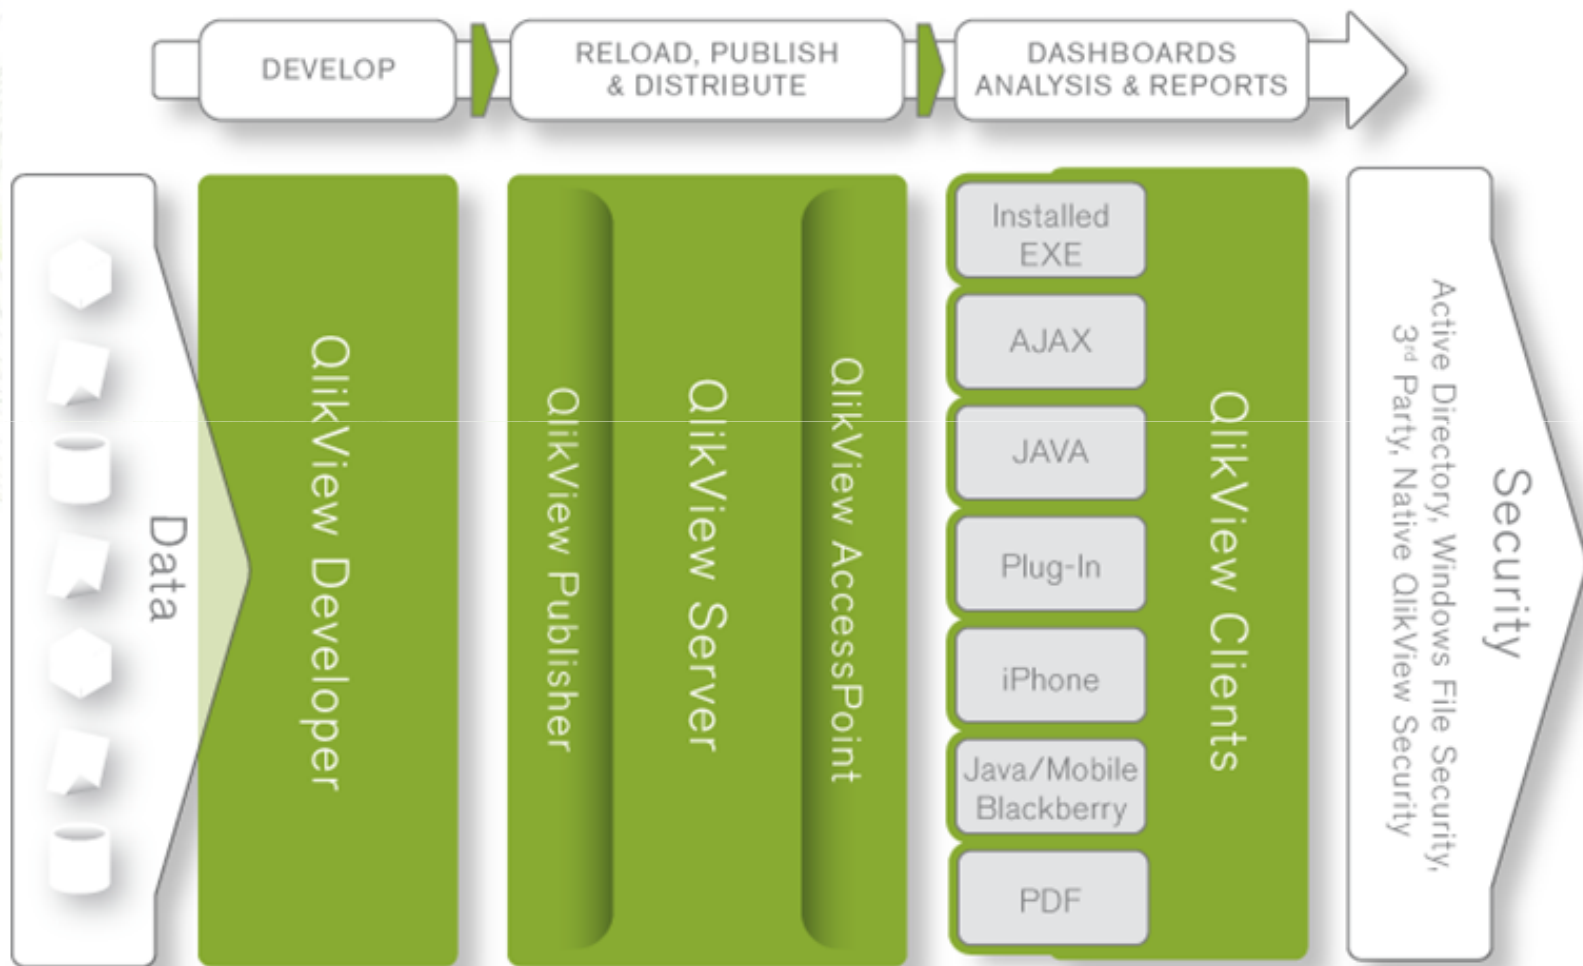 DEVELOP
RELOAD, PUBLISH
& DISTRIBUTE
DASHBOARDS
ANALYSIS & REPORTS
Data
QlikView Developer
QlikView Publisher
QlikView Server
QlikView AccessPoint
Installed
EXE
AJAX
JAVA
Plug-In
iPhone
Java/Mobile
Blackberry
PDF
QlikView Clients
Security
Active Directory, Windows File Security,
3rd Party, Native QlikView Security